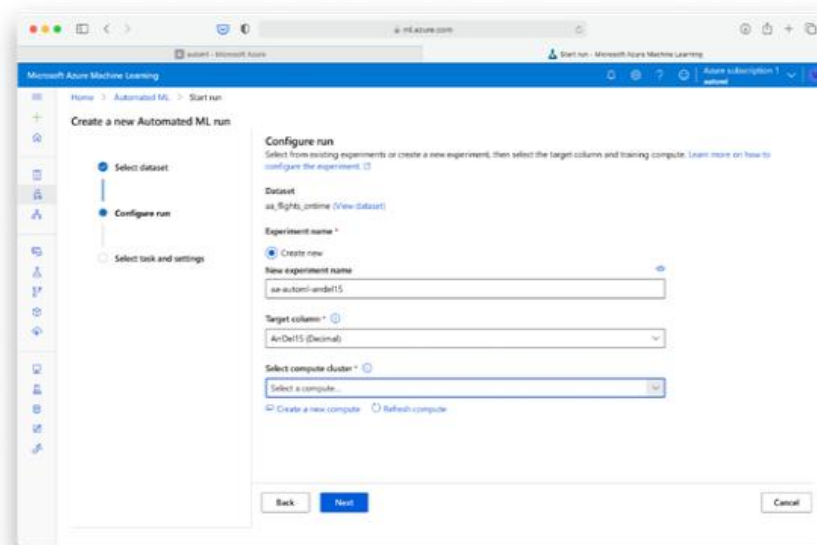 ml.azure.com
automl - Microsoft Azure
Start run - Microsoft Azure Machine Learning
Microsoft Azure Machine Learning
Azure subscription 1
automl
Home > Automated ML > Start run
Create a new Automated ML run
Select dataset
Configure run
Select task and settings
Configure run
Select from existing experiments or create a new experiment, then select the target column and training compute. Learn more on how to
configure the experiment.
Dataset
aa_flights_ontime (View dataset)
Experiment name *
Create new
New experiment name
aa-automl-arrdel15
Target column *
ArrDel15 (Decimal)
Select compute cluster *
Select a compute...
Create a new compute Refresh compute
Back Next Cancel